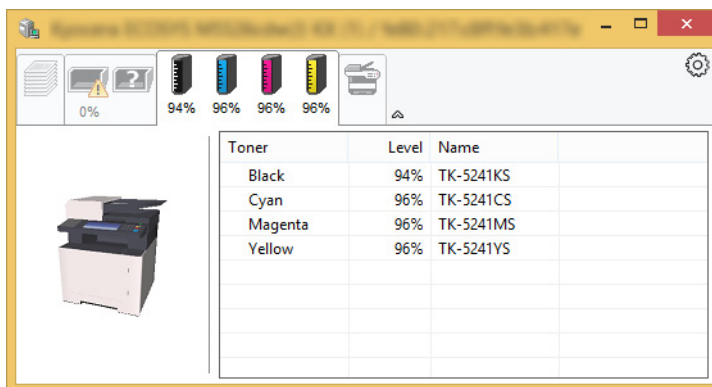 ?
0% 94% 96% 96% 96%
Toner Level Name
Black 94% TK-5241KS
Cyan 96% TK-5241CS
Magenta 96% TK-5241MS
Yellow 96% TK-5241YS